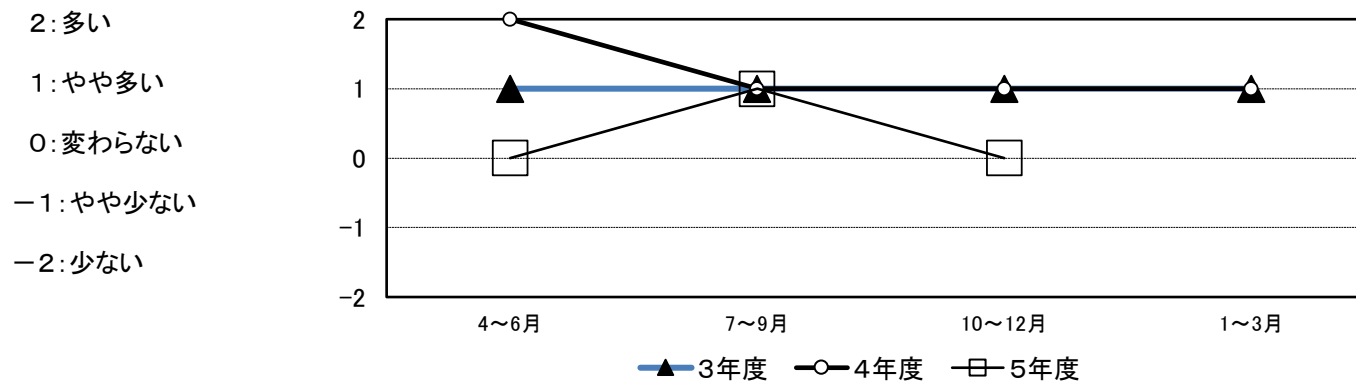 2:多い
1:やや多い
0:変わらない
－1:やや少ない
－2:少ない
2
1
0
-1
-2
4～6月 7～9月 10～12月 1～3月
3年度 4年度 5年度